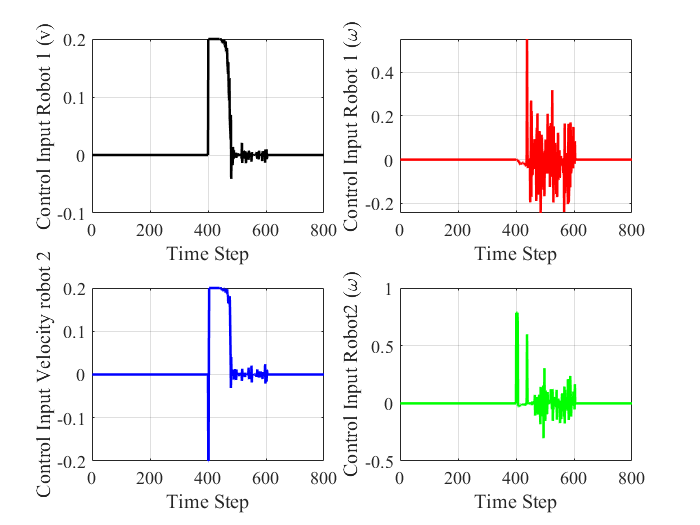 Control Input Robot 1 (v)
0.2
0.1
0
-0.1
0 200 400 600 800
Time Step
Control Input Robot 1 (ω)
0.4
0.2
0
-0.2
0 200 400 600 800
Time Step
Control Input Velocity robot 2
0.2
0.1
0
-0.1
-0.2
0 200 400 600 800
Time Step
Control Input Robot2 (ω)
1
0.5
0
-0.5
0 200 400 600 800
Time Step